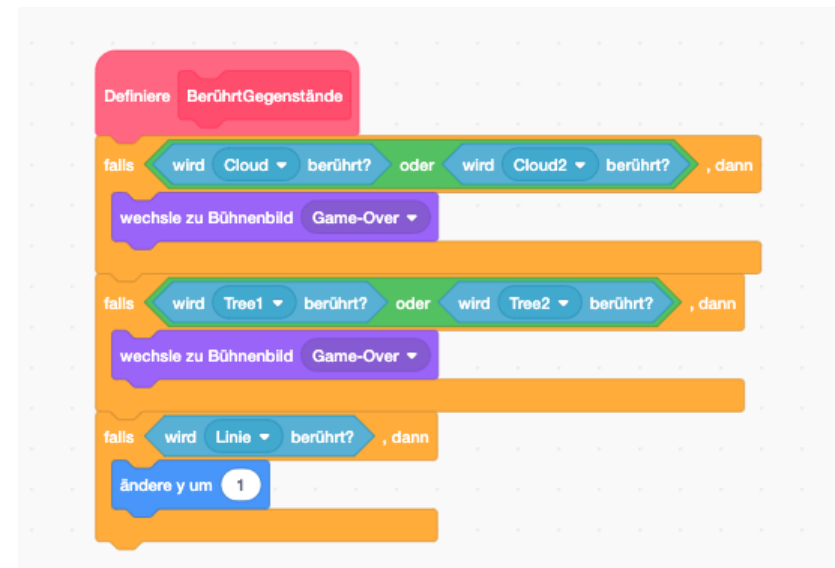 Definiere BerührtGegenstände
falls wird Cloud berührt? oder wird Cloud2 berührt? , dann
wechsle zu Bühnenbild Game-Over
falls wird Tree1 berührt? oder wird Tree2 berührt? , dann
wechsle zu Bühnenbild Game-Over
falls wird Linie berührt? , dann
ändere y um 1